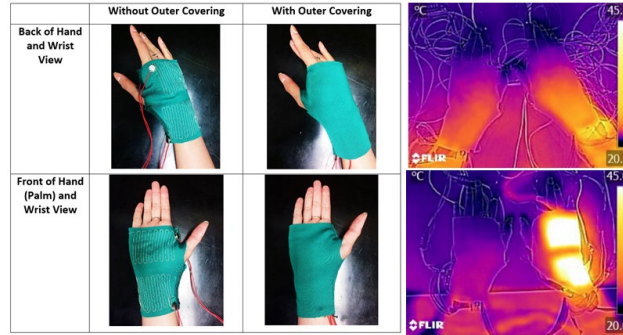 Without Outer Covering
With Outer Covering
Back of Hand
and Wrist
View
Front of Hand
(Palm) and
Wrist View
°C
45.
FLIR
20.
°C
45.
FLIR
20.